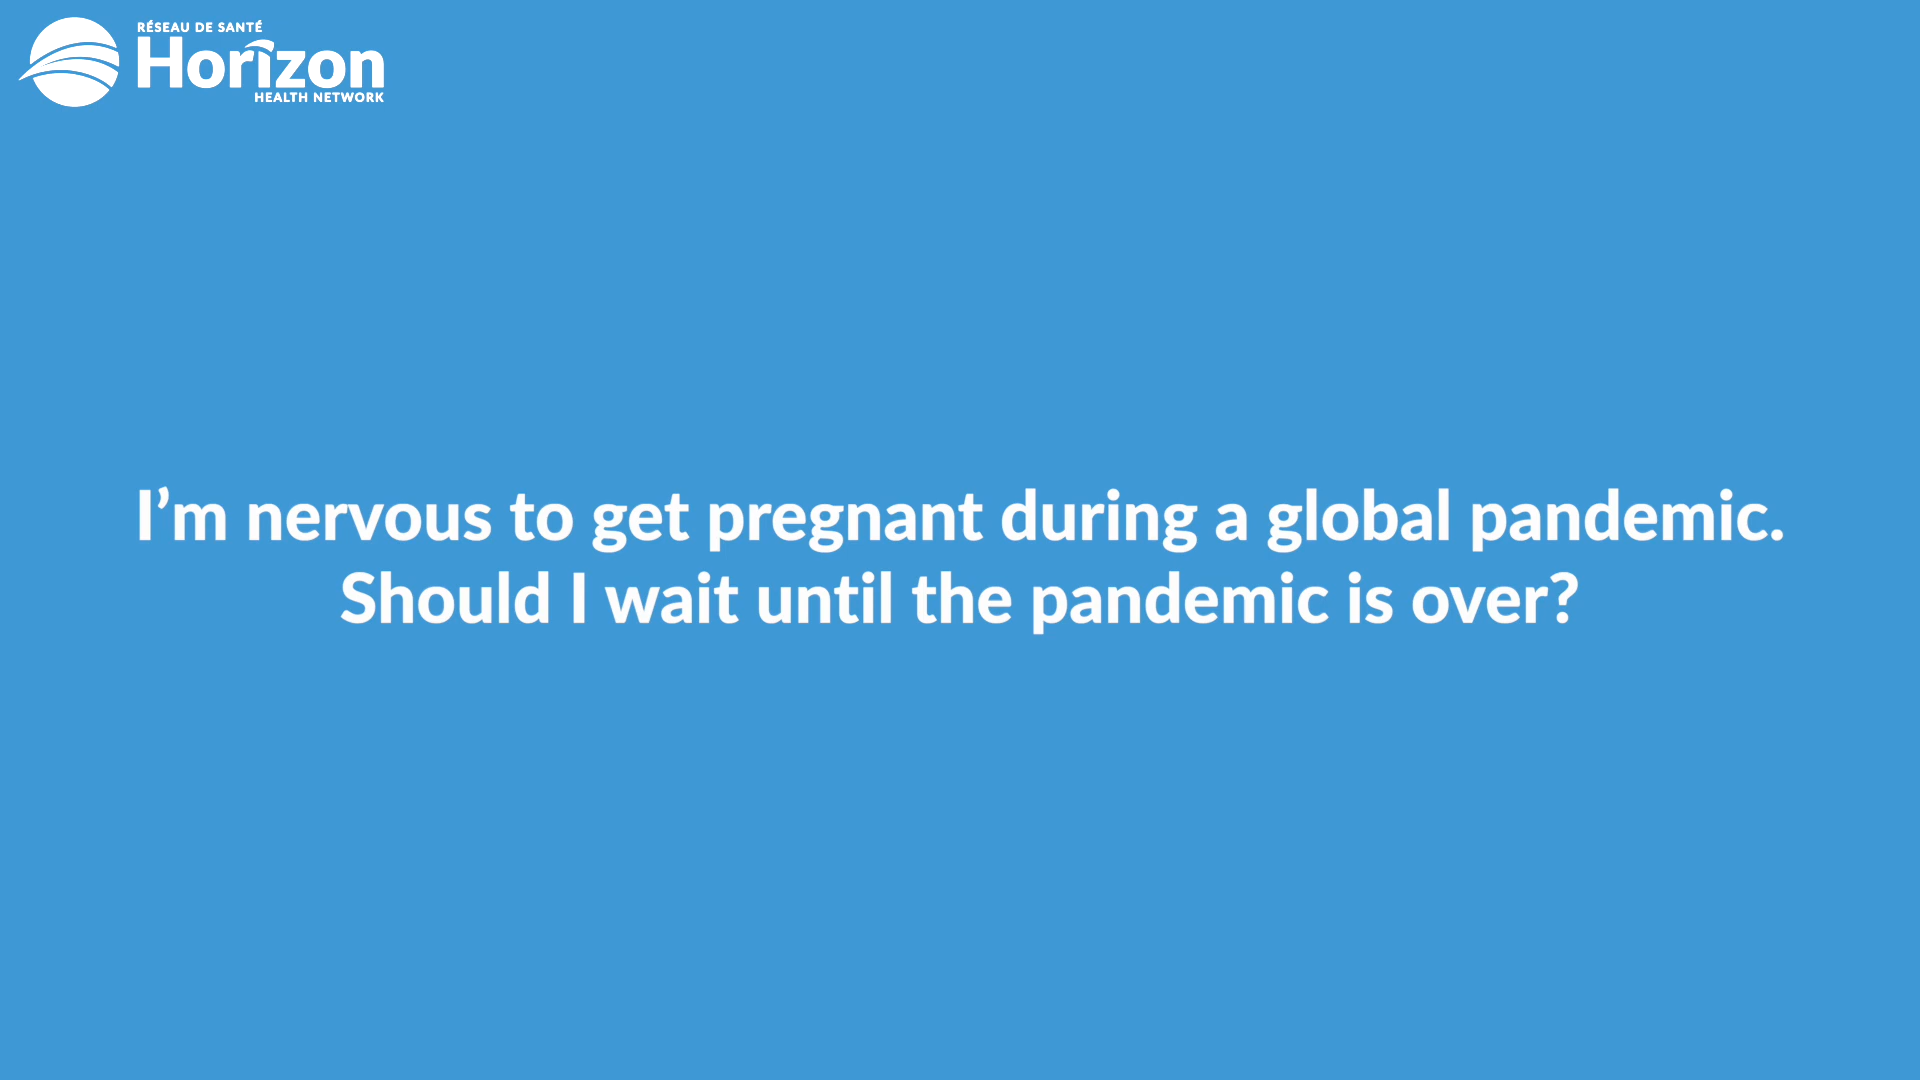 RÉSEAU DE SANTÉ
Horizon
HEALTH NETWORK
I’m nervous to get pregnant during a global pandemic.
Should I wait until the pandemic is over?